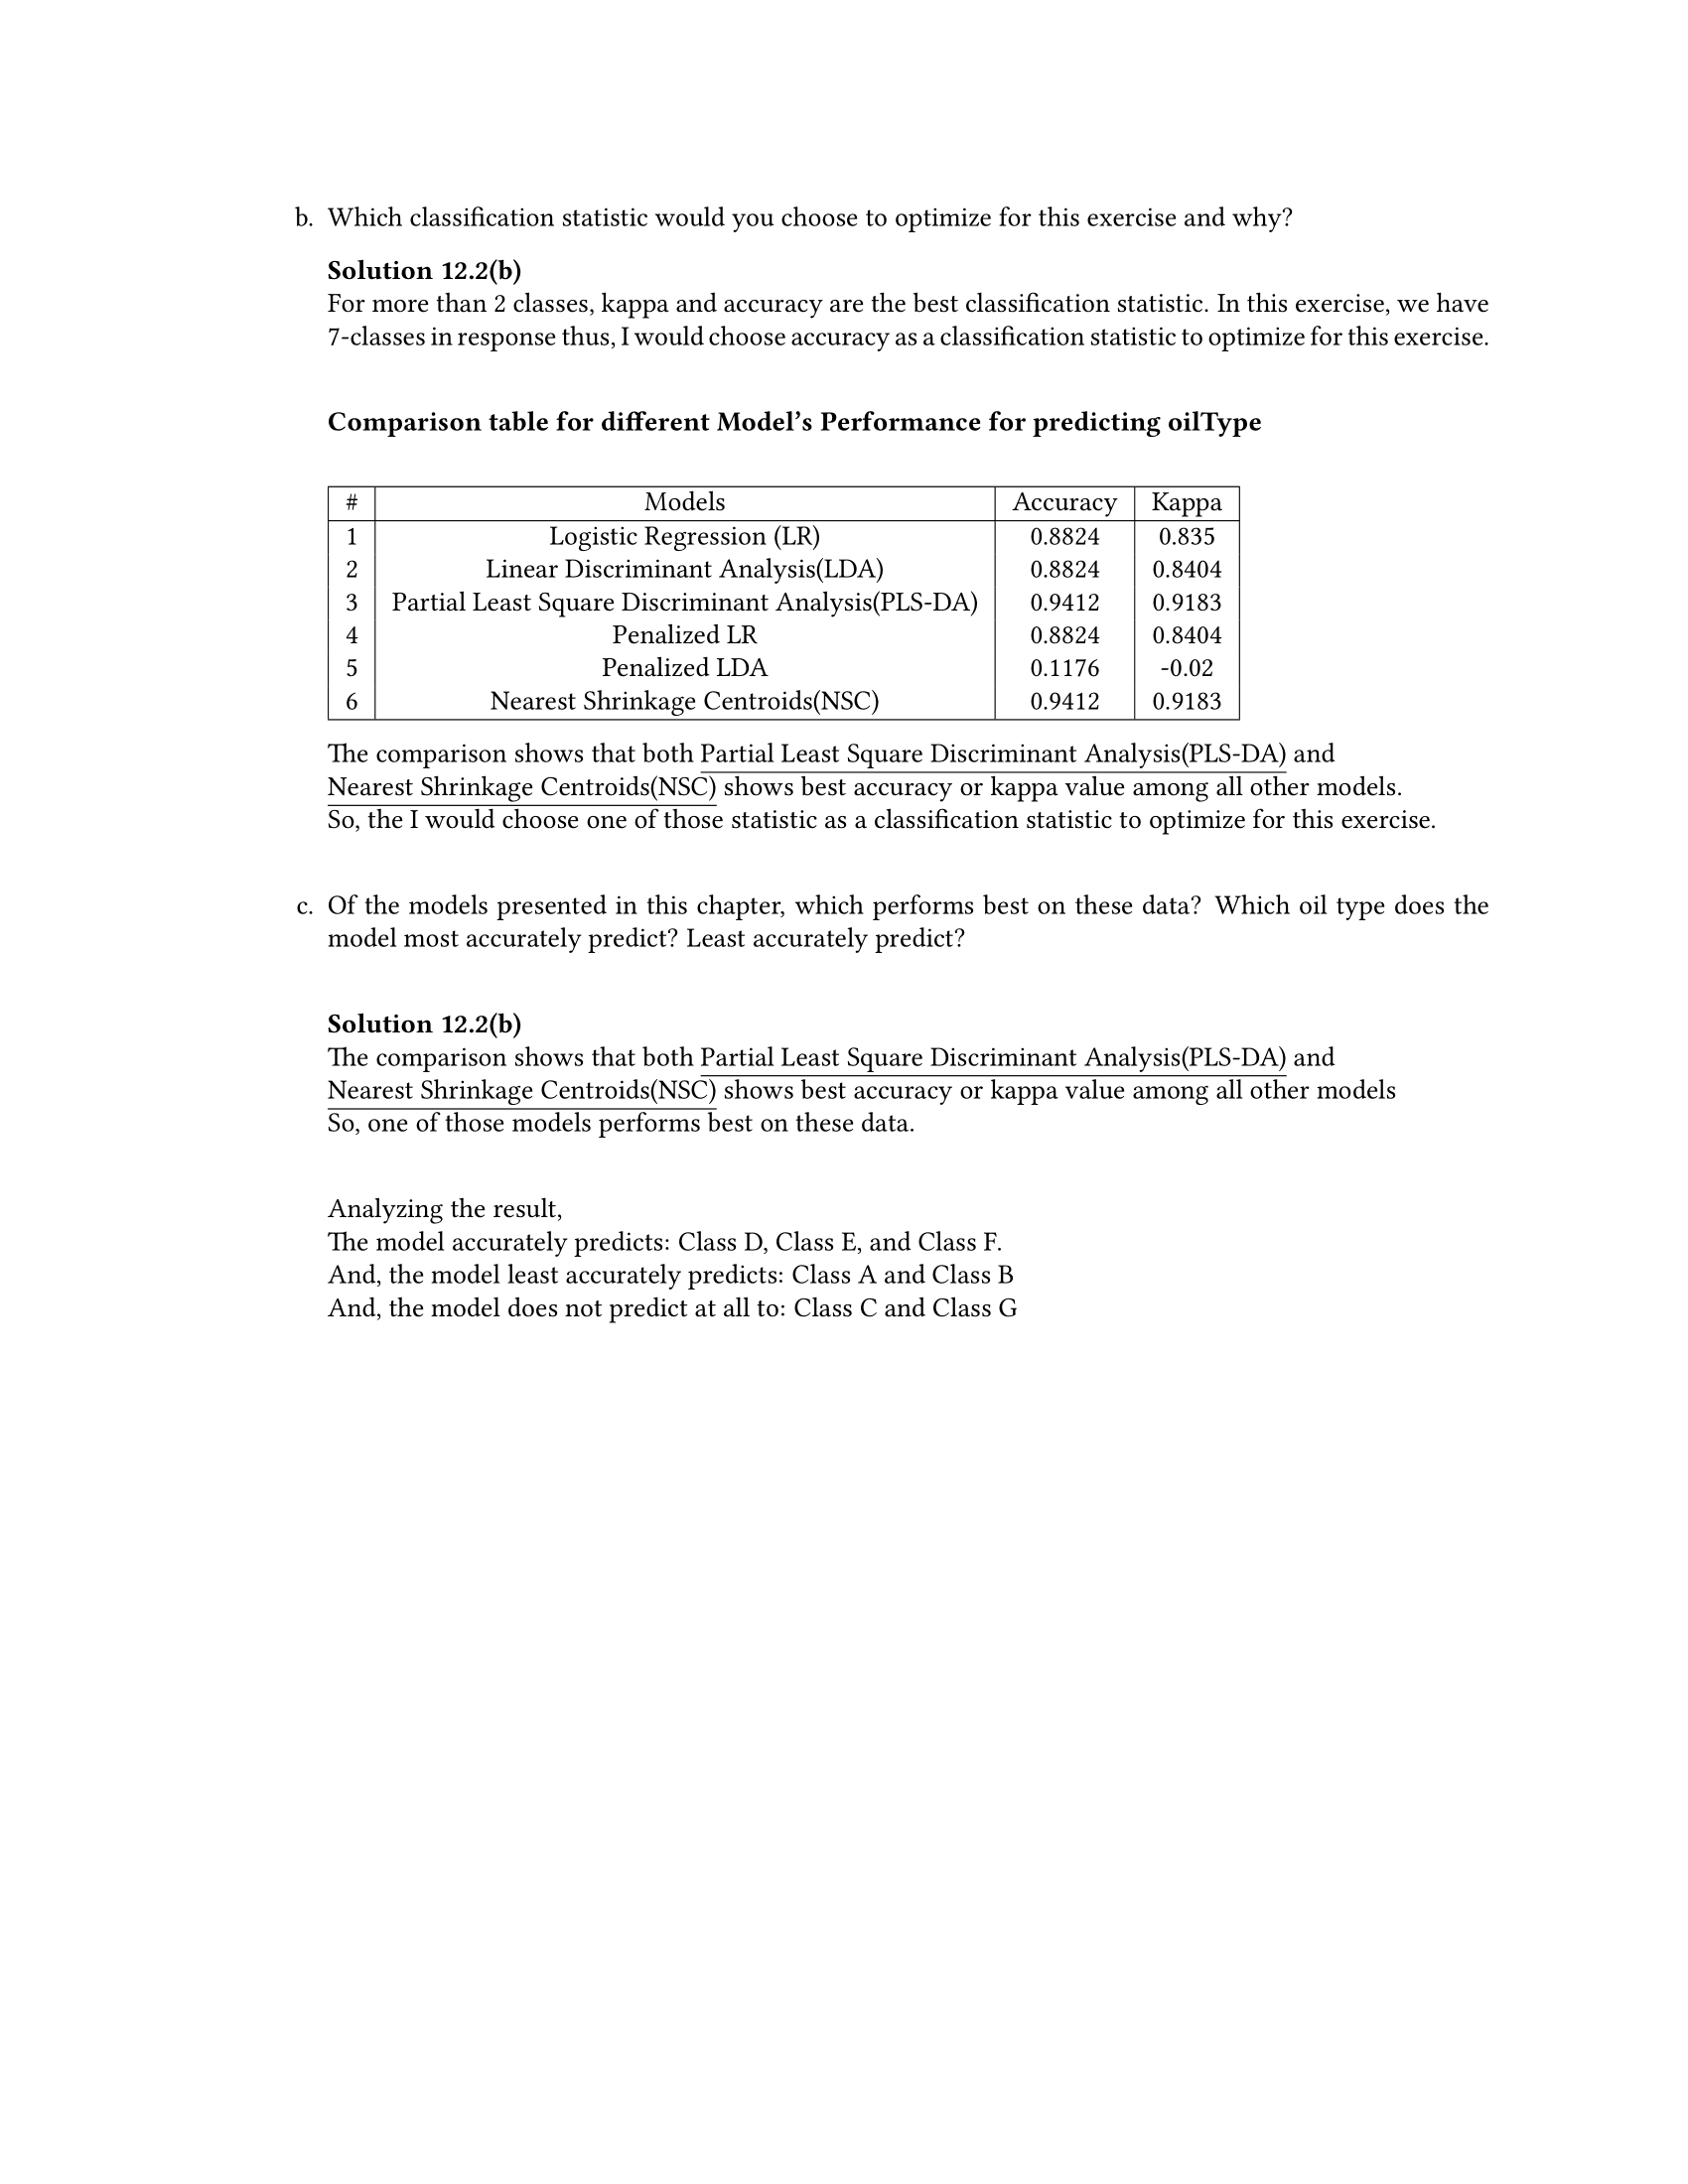 b. Which classification statistic would you choose to optimize for this exercise and why?
Solution 12.2(b)
For more than 2 classes, kappa and accuracy are the best classification statistic. In this exercise, we have
7-classes in response thus, I would choose accuracy as a classification statistic to optimize for this exercise.
Comparison table for different Model's Performance for predicting oilType
# Models Accuracy Kappa
1 Logistic Regression (LR) 0.8824 0.835
2 Linear Discriminant Analysis(LDA) 0.8824 0.8404
3 Partial Least Square Discriminant Analysis(PLS-DA) 0.9412 0.9183
4 Penalized LR 0.8824 0.8404
5 Penalized LDA 0.1176 -0.02
6 Nearest Shrinkage Centroids(NSC) 0.9412 0.9183
The comparison shows that both Partial Least Square Discriminant Analysis(PLS-DA) and
Nearest Shrinkage Centroids(NSC) shows best accuracy or kappa value among all other models.
So, the I would choose one of those statistic as a classification statistic to optimize for this exercise.
c. Of the models presented in this chapter, which performs best on these data? Which oil type does the
model most accurately predict? Least accurately predict?
Solution 12.2(b)
The comparison shows that both Partial Least Square Discriminant Analysis(PLS-DA) and
Nearest Shrinkage Centroids(NSC) shows best accuracy or kappa value among all other models
So, one of those models performs best on these data.
Analyzing the result,
The model accurately predicts: Class D, Class E, and Class F.
And, the model least accurately predicts: Class A and Class B
And, the model does not predict at all to: Class C and Class G